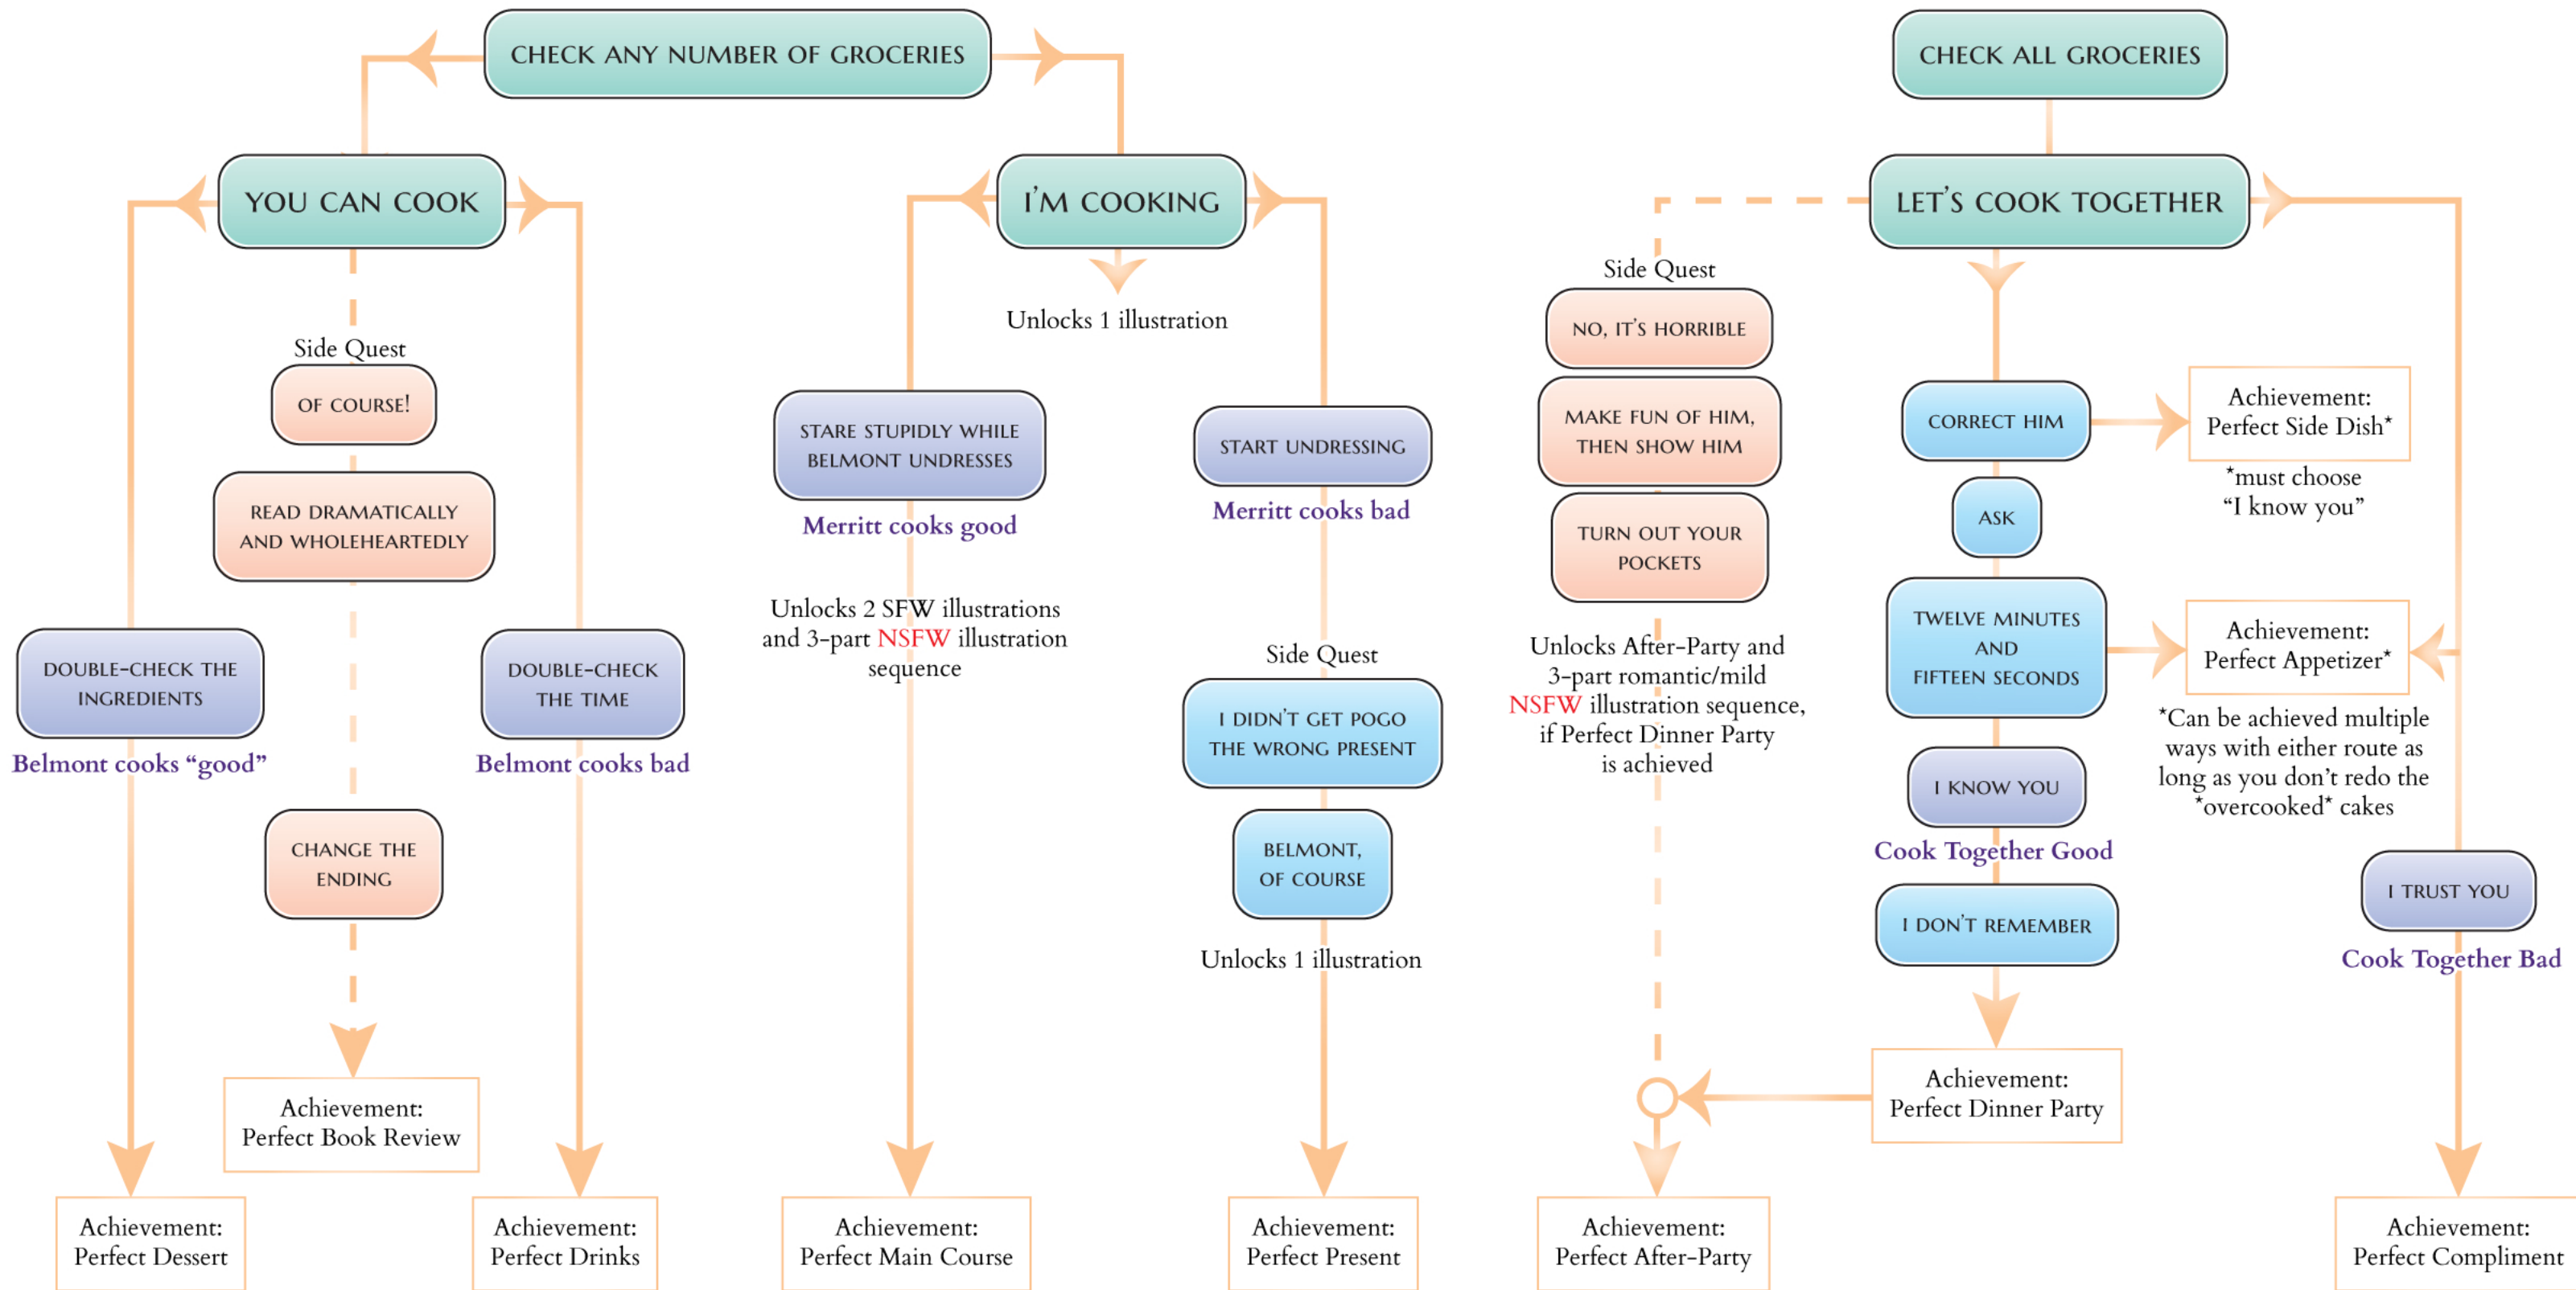 CHECK ANY NUMBER OF GROCERIES
YOU CAN COOK
Side Quest
OF COURSE!
READ DRAMATICALLY
AND WHOLEHEARTEDLY
DOUBLE-CHECK THE
INGREDIENTS
Belmont cooks “good”
DOUBLE-CHECK
THE TIME
Belmont cooks bad
CHANGE THE
ENDING
Achievement:
Perfect Book Review
Achievement:
Perfect Dessert
Achievement:
Perfect Drinks
I’M COOKING
Unlocks 1 illustration
STARE STUPIDLY WHILE
BELMONT UNDRESSES
Merritt cooks good
Unlocks 2 SFW illustrations
and 3-part NSFW illustration
sequence
Achievement:
Perfect Main Course
START UNDRESSING
Merritt cooks bad
Side Quest
I DIDN’T GET POGO
THE WRONG PRESENT
BELMONT,
OF COURSE
Unlocks 1 illustration
Achievement:
Perfect Present
CHECK ALL GROCERIES
LET’S COOK TOGETHER
Side Quest
NO, IT’S HORRIBLE
MAKE FUN OF HIM,
THEN SHOW HIM
TURN OUT YOUR
POCKETS
Unlocks After-Party and
3-part romantic/mild
NSFW illustration sequence,
if Perfect Dinner Party
is achieved
Achievement:
Perfect After-Party
CORRECT HIM
Achievement:
Perfect Side Dish*
*must choose
“I know you”
ASK
TWELVE MINUTES
AND
FIFTEEN SECONDS
Achievement:
Perfect Appetizer*
*Can be achieved multiple
ways with either route as
long as you don’t redo the
*overcooked* cakes
I KNOW YOU
Cook Together Good
I DON’T REMEMBER
Achievement:
Perfect Dinner Party
I TRUST YOU
Cook Together Bad
Achievement:
Perfect Compliment